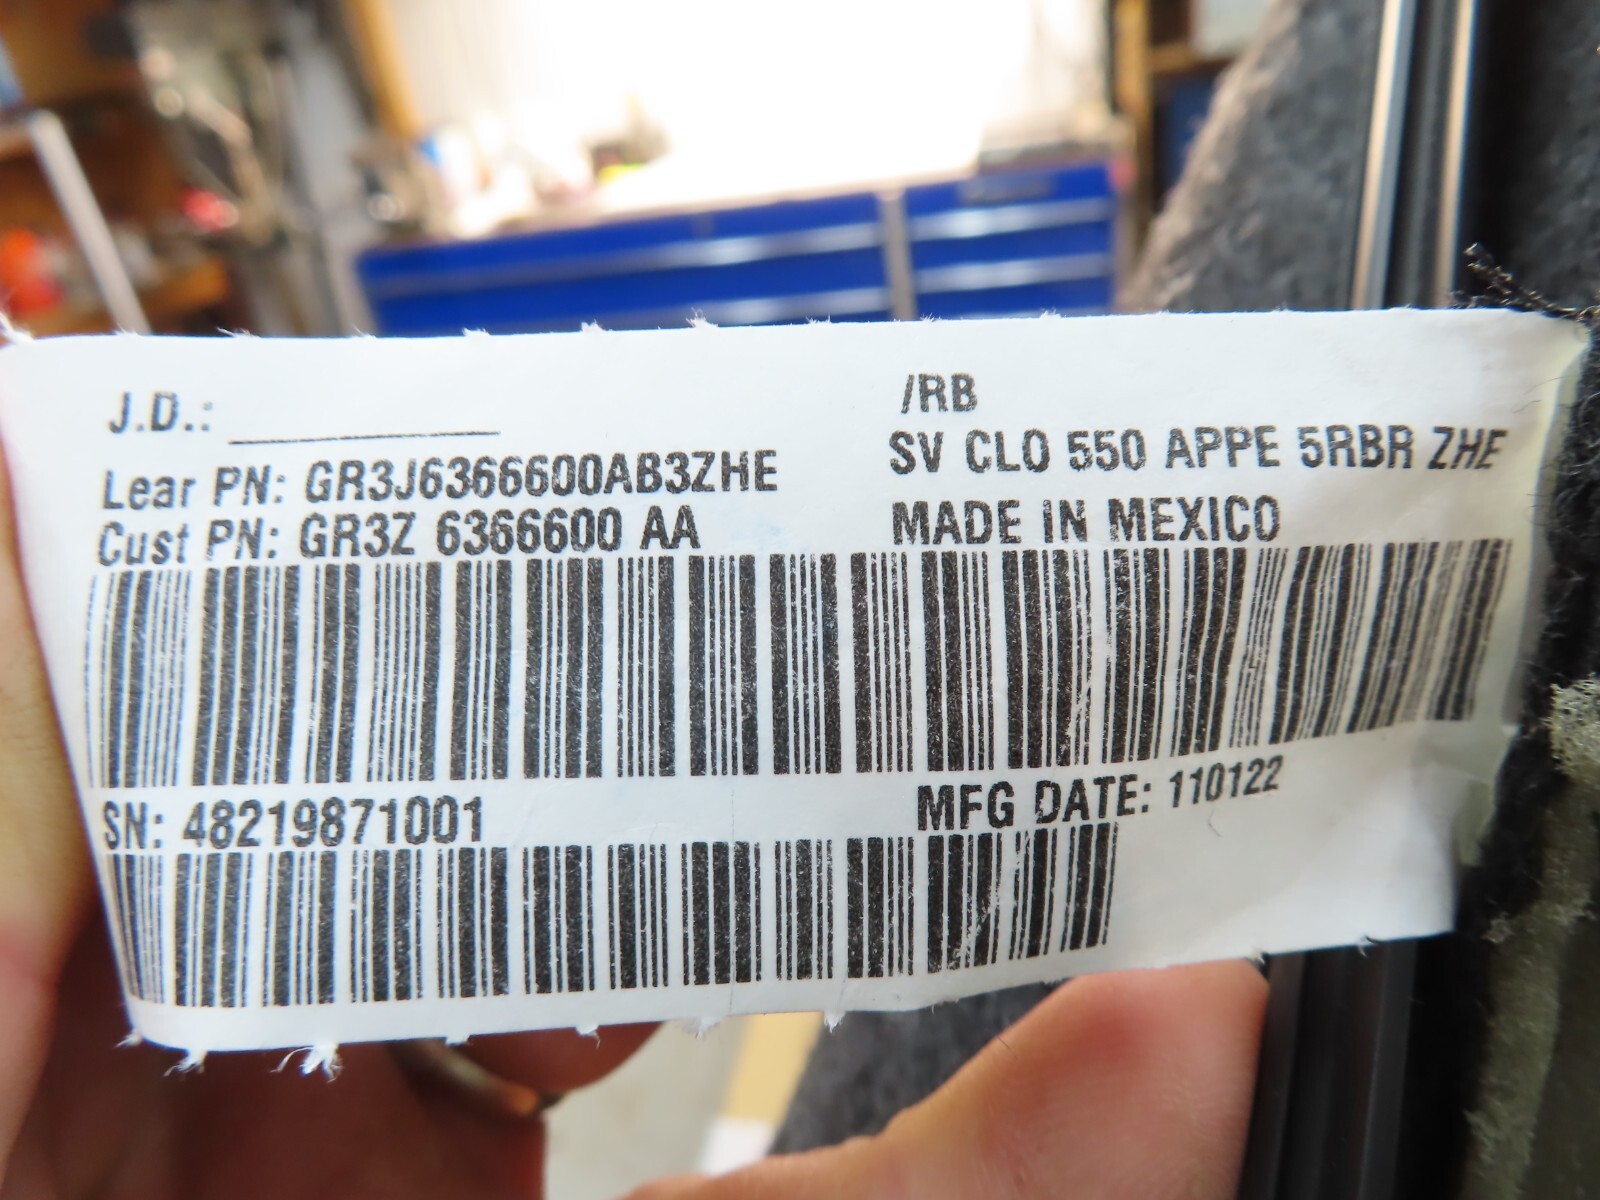 J.D.: ____________
/RB
Lear PN: GR3J6366600AB3ZHE
SV CLO 550 APPE 5RBR ZHE
Cust PN: GR3Z 6366600 AA
MADE IN MEXICO
SN: 48219871001
MFG DATE: 110122